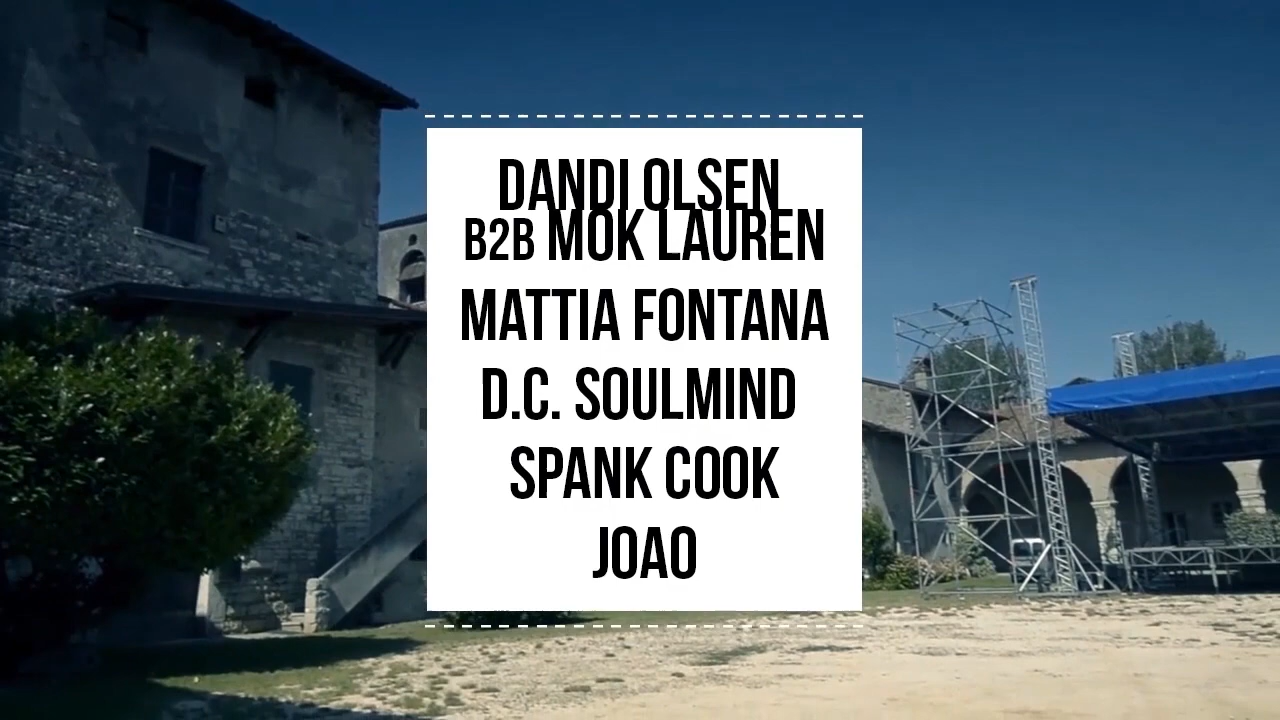 DANDI OLSEN
B2B MOK LAUREN
MATTIA FONTANA
D.C. SOULMIND
SPANK COOK
JOAO